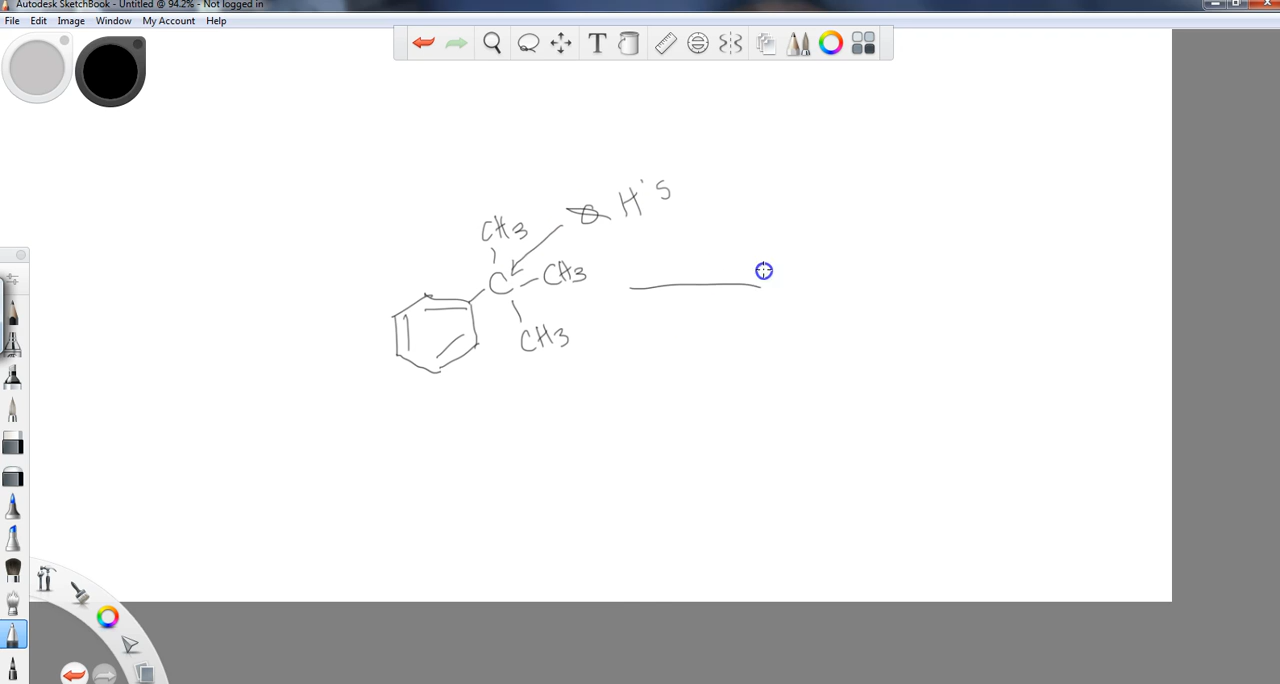 Autodesk SketchBook - Untitled @ 94.2% - Not logged in
File Edit Image Window My Account Help
T
H's
CH3
C
CH3
CH3